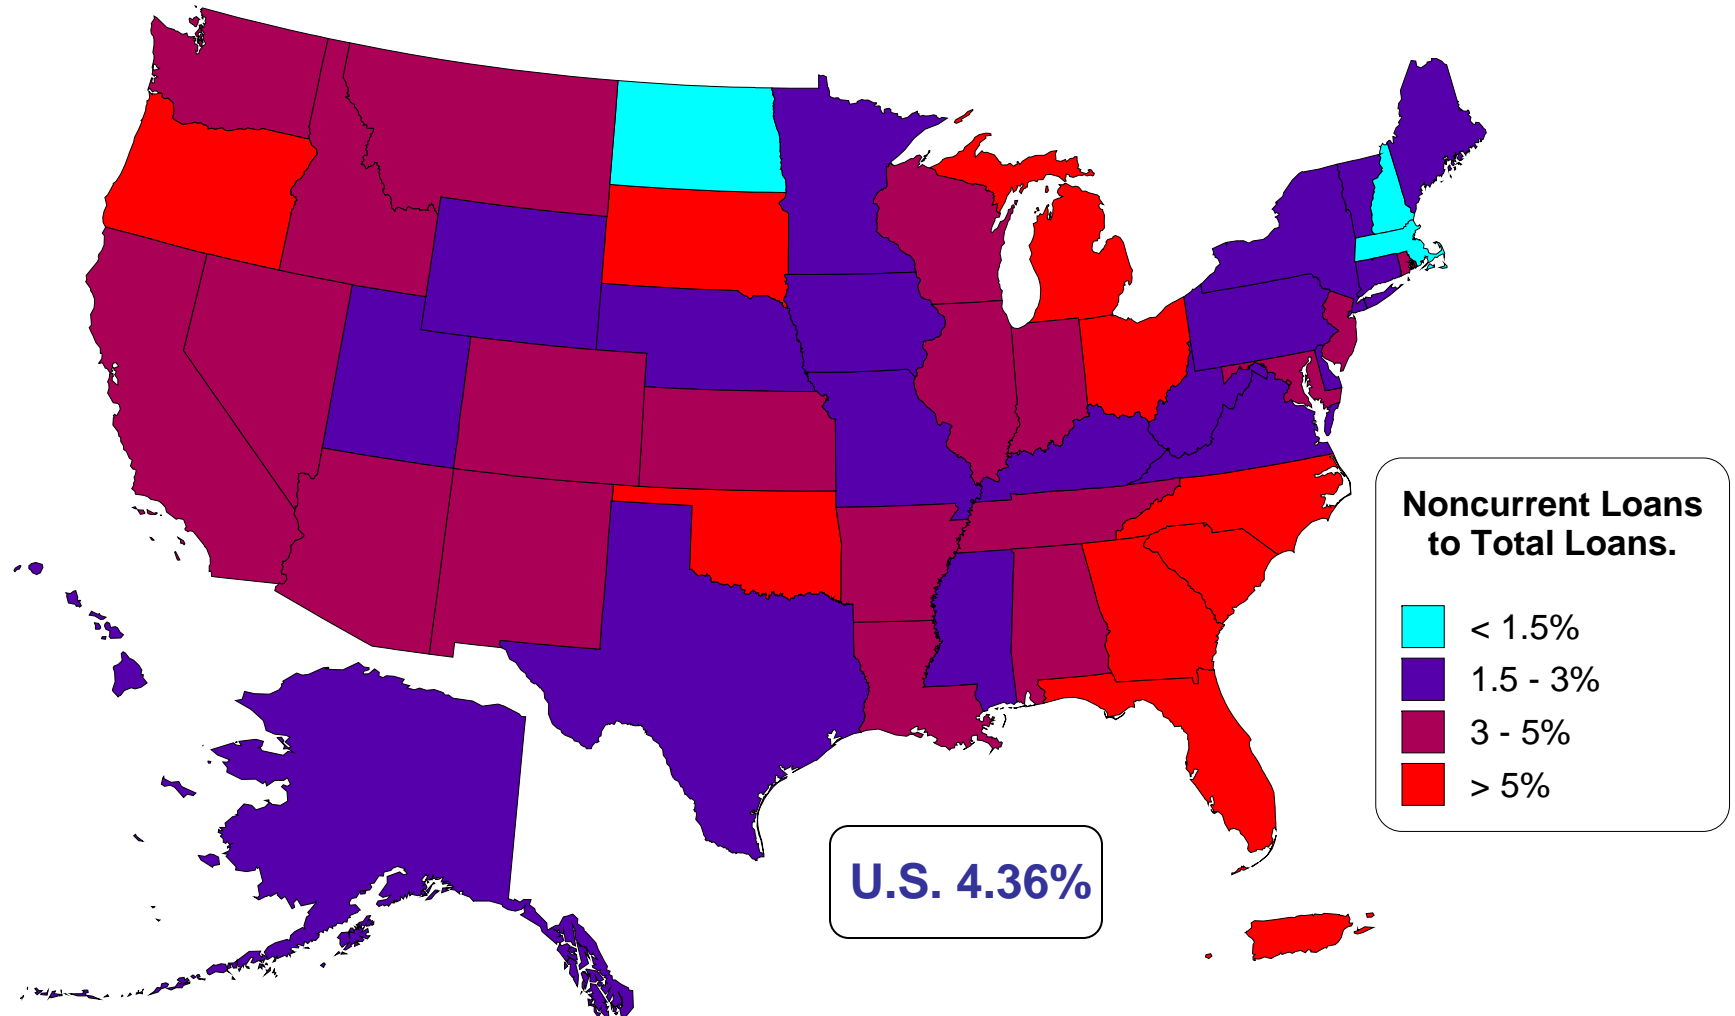 Noncurrent Loans
to Total Loans.
< 1.5%
1.5 - 3%
3 - 5%
> 5%
U.S. 4.36%